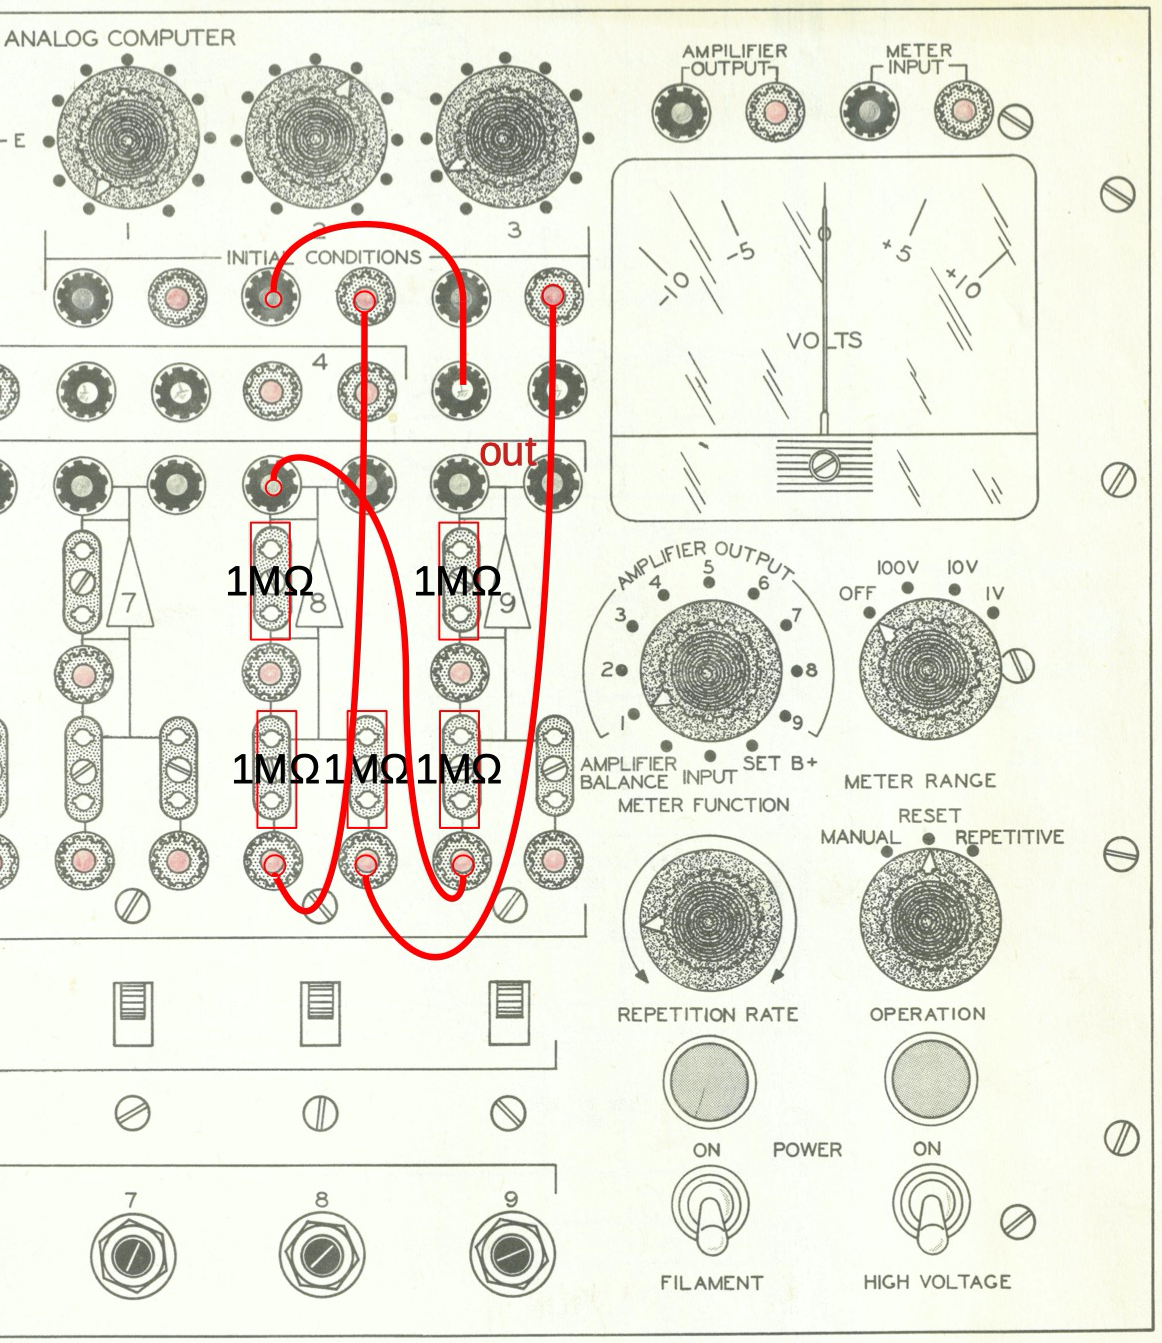 ANALOG COMPUTER
AMPILIFIER
OUTPUT
METER
INPUT
E
1
2
3
INITIAL CONDITIONS
-10
-5
0
+5
+10
VOLTS
4
out
7
8
9
1MΩ
1MΩ
1MΩ
1MΩ
1MΩ
AMPLIFIER OUTPUT
1
2
3
4
5
6
7
8
9
AMPLIFIER
BALANCE
INPUT
SET B+
METER FUNCTION
OFF
100V
10V
1V
METER RANGE
RESET
MANUAL
REPETITIVE
REPETITION RATE
OPERATION
ON
POWER
ON
7
8
9
FILAMENT
HIGH VOLTAGE